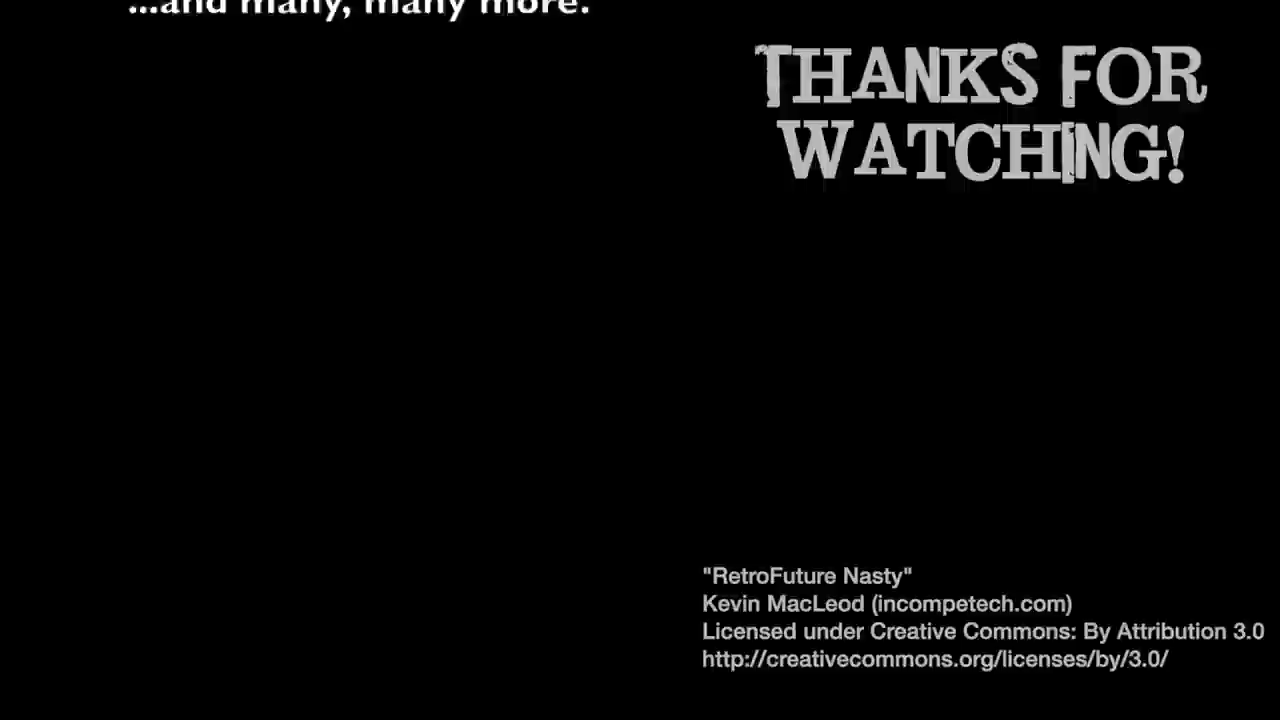 ...and many, many more.
THANKS FOR
WATCHING!
"RetroFuture Nasty"
Kevin MacLeod (incompetech.com)
Licensed under Creative Commons: By Attribution 3.0
http://creativecommons.org/licenses/by/3.0/